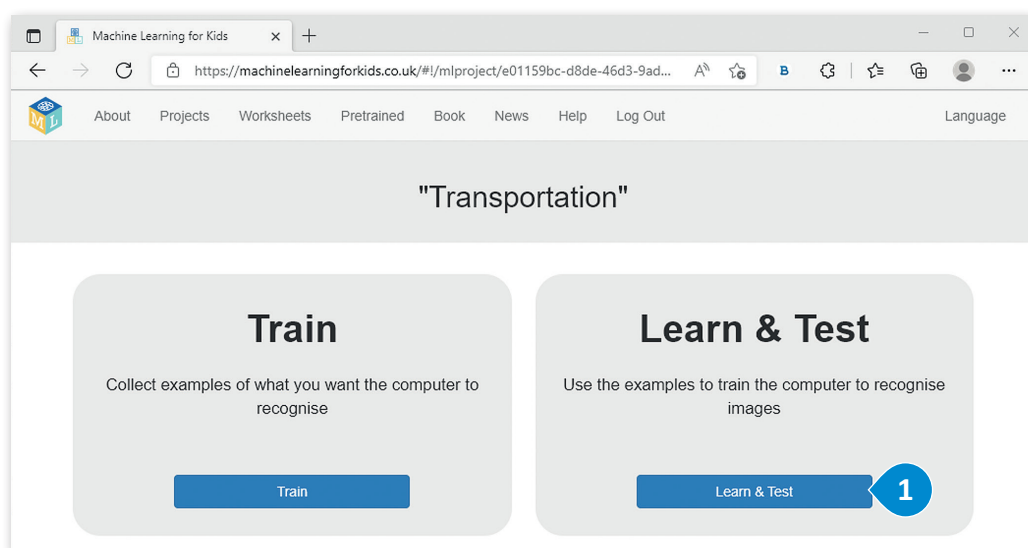 Machine Learning for Kids
https://machinelearningforkids.co.uk/#!/mlproject/e01159bc-d8de-46d3-9ad...
ML
About Projects Worksheets Pretrained Book News Help Log Out Language
"Transportation"
Train
Collect examples of what you want the computer to
recognise
Train
Learn & Test
Use the examples to train the computer to recognise
images
Learn & Test
1